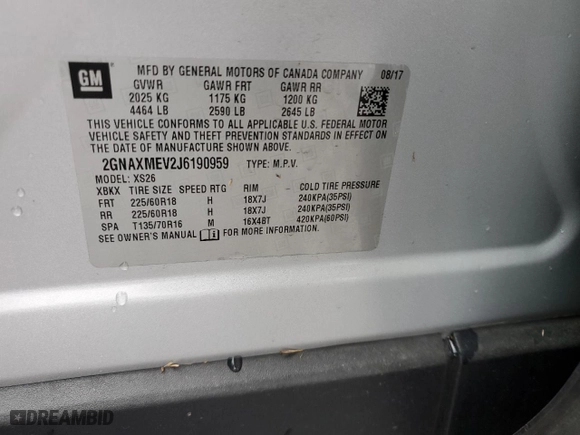 GM
MFD BY GENERAL MOTORS OF CANADA COMPANY 08/17
GVWR GAWR FRT GAWR RR
2025 KG 1175 KG 1200 KG
4464 LB 2590 LB 2645 LB
THIS VEHICLE CONFORMS TO ALL APPLICABLE U.S. FEDERAL MOTOR
VEHICLE SAFETY AND THEFT PREVENTION STANDARDS IN EFFECT ON
THE DATE OF MANUFACTURE SHOWN ABOVE.
2GNAXMEV2J6190959 TYPE: M.P.V.
MODEL: XS26
XBKX TIRE SIZE SPEED RTG RIM COLD TIRE PRESSURE
FRT 225/60R18 H 18X7J 240KPA(35PSI)
RR 225/60R18 H 18X7J 240KPA(35PSI)
SPA T135/70R16 M 16X4BT 420KPA(60PSI)
SEE OWNER'S MANUAL FOR MORE INFORMATION.
DREAMBID